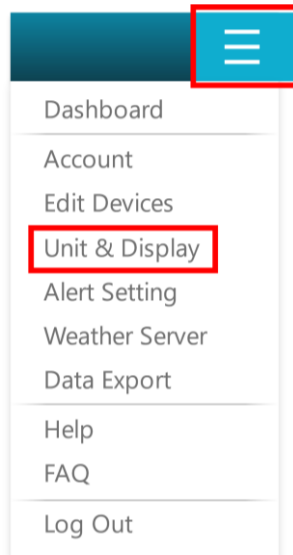 Dashboard
Account
Edit Devices
Unit & Display
Alert Setting
Weather Server
Data Export
Help
FAQ
Log Out